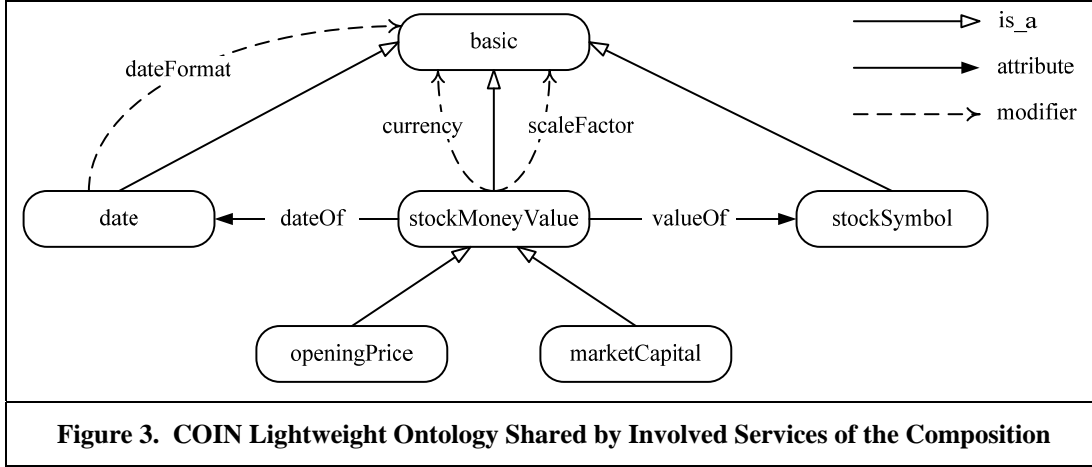 basic
is_a
attribute
modifier
dateFormat
currency
scaleFactor
date
dateOf
stockMoneyValue
valueOf
stockSymbol
openingPrice
marketCapital
Figure 3. COIN Lightweight Ontology Shared by Involved Services of the Composition